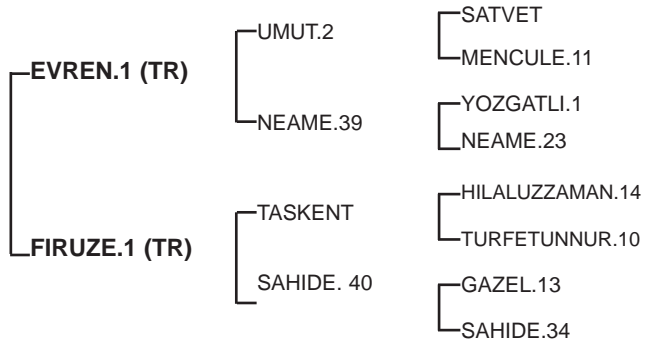 SATVET
UMUT.2
MENCULE.11
EVREN.1 (TR)
YOZGATLI.1
NEAME.39
NEAME.23
HILALUZZAMAN.14
TASKENT
TURFETUNNUR.10
FIRUZE.1 (TR)
SAHIDE. 40
GAZEL.13
SAHIDE.34